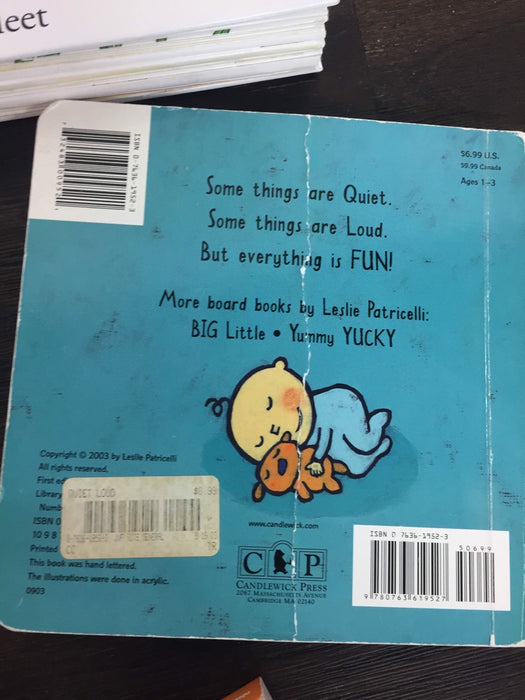 leet
ISBN 0-7636-1952-3
$6.99 U.S.
$9.99 Canada
Ages 1–3
Some things are Quiet.
Some things are Loud.
But everything is FUN!
More board books by Leslie Patricelli:
BIG Little • Yummy YUCKY
Copyright © 2003 by Leslie Patricelli
All rights reserved.
First ed
Library
Numb
ISBN 0
10 9 8
Printed
This book was hand lettered.
The illustrations were done in acrylic.
0903
QUIET LOUD $6.99
CC
www.candlewick.com
C P
CANDLEWICK PRESS
2067 MASSACHUSETTS AVENUE
CAMBRIDGE MA 02140
ISBN 0-7636-1952-3
50699
9 780763 619527